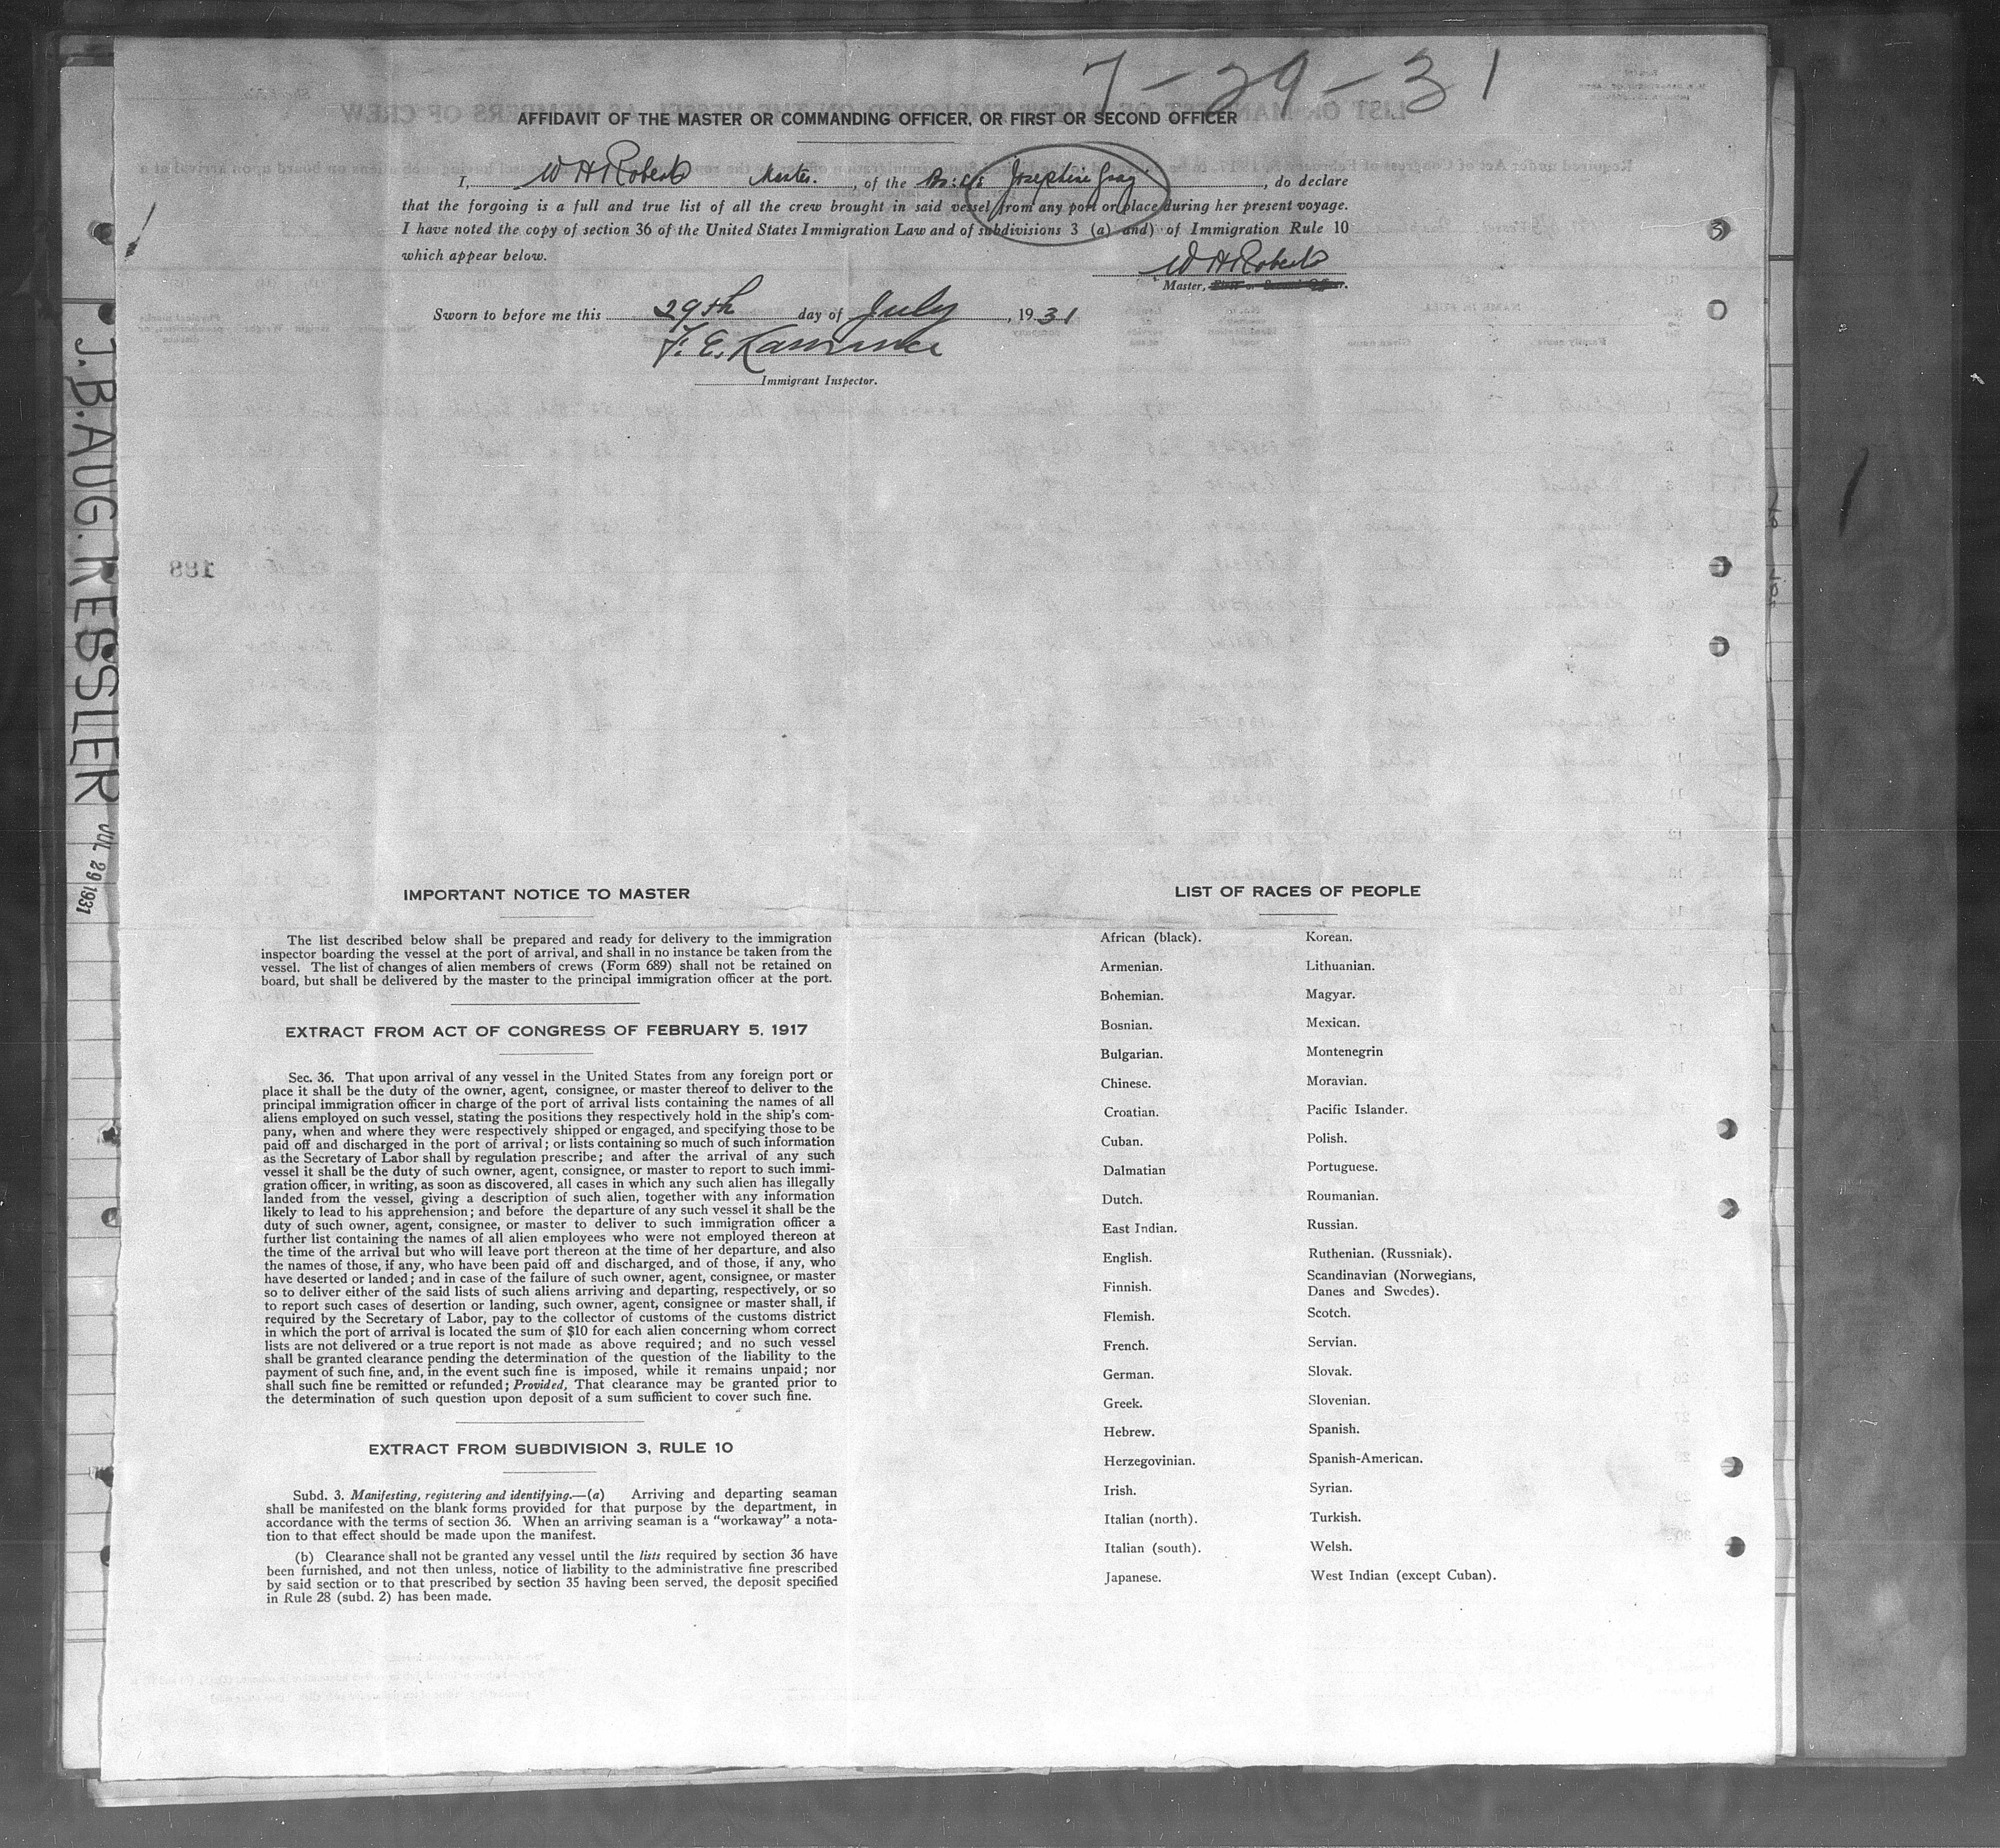 7-29-31
AFFIDAVIT OF THE MASTER OR COMMANDING OFFICER, OR FIRST OR SECOND OFFICER
I, W H Roberts Master. , of the Br: S/S Josephine Gray , do declare
that the forgoing is a full and true list of all the crew brought in said vessel from any port or place during her present voyage.
I have noted the copy of section 36 of the United States Immigration Law and of subdivisions 3 (a) and) of Immigration Rule 10
which appear below.
W H Roberts
Master, First or Second Officer.
Sworn to before me this 29th day of July , 1931
F. E.
Immigrant Inspector.
3
J.B.AUG. KEBSLER JUL 29 1931
188
IMPORTANT NOTICE TO MASTER
The list described below shall be prepared and ready for delivery to the immigration
inspector boarding the vessel at the port of arrival, and shall in no instance be taken from the
vessel. The list of changes of alien members of crews (Form 689) shall not be retained on
board, but shall be delivered by the master to the principal immigration officer at the port.
EXTRACT FROM ACT OF CONGRESS OF FEBRUARY 5, 1917
Sec. 36. That upon arrival of any vessel in the United States from any foreign port or
place it shall be the duty of the owner, agent, consignee, or master thereof to deliver to the
principal immigration officer in charge of the port of arrival lists containing the names of all
aliens employed on such vessel, stating the positions they respectively hold in the ship's com-
pany, when and where they were respectively shipped or engaged, and specifying those to be
paid off and discharged in the port of arrival; or lists containing so much of such information
as the Secretary of Labor shall by regulation prescribe; and after the arrival of any such
vessel it shall be the duty of such owner, agent, consignee, or master to report to such immi-
gration officer, in writing, as soon as discovered, all cases in which any such alien has illegally
landed from the vessel, giving a description of such alien, together with any information
likely to lead to his apprehension; and before the departure of any such vessel it shall be the
duty of such owner, agent, consignee, or master to deliver to such immigration officer a
further list containing the names of all alien employees who were not employed thereon at
the time of the arrival but who will leave port thereon at the time of her departure, and also
the names of those, if any, who have been paid off and discharged, and of those, if any, who
have deserted or landed; and in case of the failure of such owner, agent, consignee, or master
so to deliver either of the said lists of such aliens arriving and departing, respectively, or so
to report such cases of desertion or landing, such owner, agent, consignee or master shall, if
required by the Secretary of Labor, pay to the collector of customs of the customs district
in which the port of arrival is located the sum of $10 for each alien concerning whom correct
lists are not delivered or a true report is not made as above required; and no such vessel
shall be granted clearance pending the determination of the question of the liability to the
payment of such fine, and, in the event such fine is imposed, while it remains unpaid; nor
shall such fine be remitted or refunded; Provided, That clearance may be granted prior to
the determination of such question upon deposit of a sum sufficient to cover such fine.
EXTRACT FROM SUBDIVISION 3, RULE 10
Subd. 3. Manifesting, registering and identifying.—(a) Arriving and departing seaman
shall be manifested on the blank forms provided for that purpose by the department, in
accordance with the terms of section 36. When an arriving seaman is a "workaway" a nota-
tion to that effect should be made upon the manifest.
(b) Clearance shall not be granted any vessel until the lists required by section 36 have
been furnished, and not then unless, notice of liability to the administrative fine prescribed
by said section or to that prescribed by section 35 having been served, the deposit specified
in Rule 28 (subd. 2) has been made.
LIST OF RACES OF PEOPLE
African (black).
Armenian.
Bohemian.
Bosnian.
Bulgarian.
Chinese.
Croatian.
Cuban.
Dalmatian
Dutch.
East Indian.
English.
Finnish.
Flemish.
French.
German.
Greek.
Hebrew.
Herzegovinian.
Irish.
Italian (north).
Italian (south).
Japanese.
Korean.
Lithuanian.
Magyar.
Mexican.
Montenegrin
Moravian.
Pacific Islander.
Polish.
Portuguese.
Roumanian.
Russian.
Ruthenian. (Russniak).
Scandinavian (Norwegians,
Danes and Swedes).
Scotch.
Servian.
Slovak.
Slovenian.
Spanish.
Spanish-American.
Syrian.
Turkish.
Welsh.
West Indian (except Cuban).